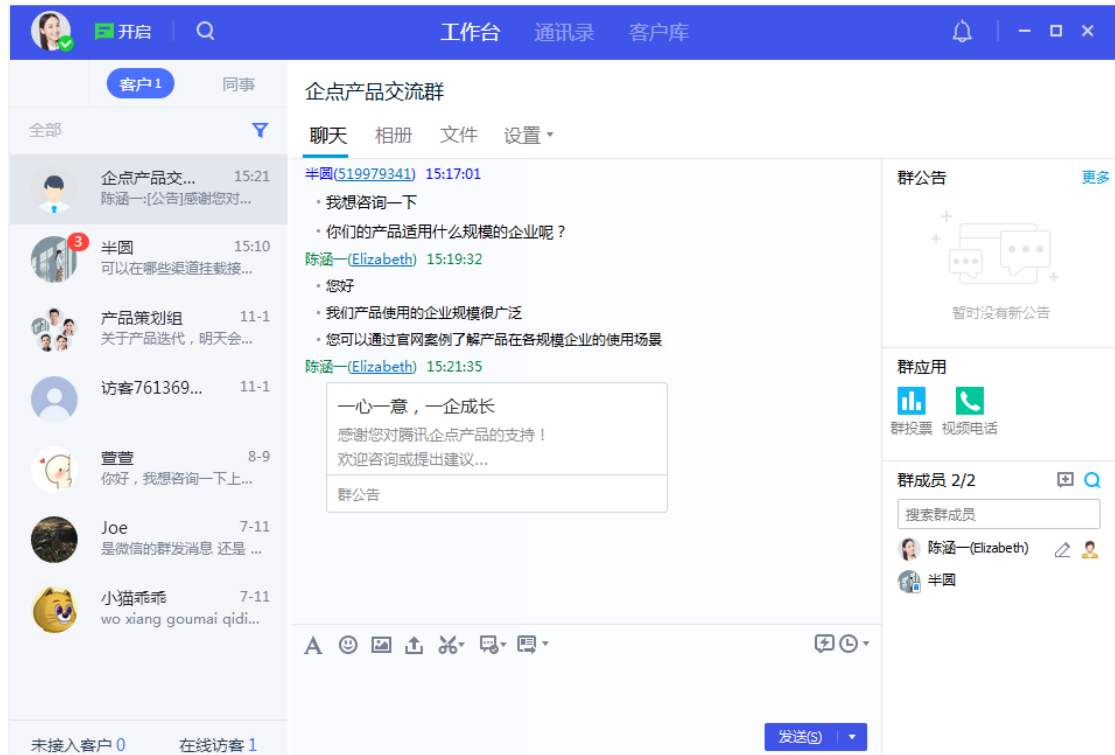 开启
工作台 通讯录 客户库
客户1 同事
全部
企点产品交... 15:21
陈涵一:[公告]感谢您对...
3
半圆 15:10
可以在哪些渠道挂载接...
产品策划组 11-1
关于产品迭代，明天会...
访客761369... 11-1
萱萱 8-9
你好，我想咨询一下上...
Joe 7-11
是微信的群发消息 还是 ...
小猫乖乖 7-11
wo xiang goumai qidi...
未接入客户 0 在线访客 1
企点产品交流群
聊天 相册 文件 设置
半圆(519979341) 15:17:01
·我想咨询一下
·你们的产品适用什么规模的企业呢？
陈涵一(Elizabeth) 15:19:32
·您好
·我们产品使用的企业规模很广泛
·您可以通过官网案例了解产品在各规模企业的使用场景
陈涵一(Elizabeth) 15:21:35
一心一意，一企成长
感谢您对腾讯企点产品的支持！
欢迎咨询或提出建议...
群公告
发送(S)
群公告 更多
暂时没有新公告
群应用
群投票 视频电话
群成员 2/2
搜索群成员
陈涵一(Elizabeth)
半圆